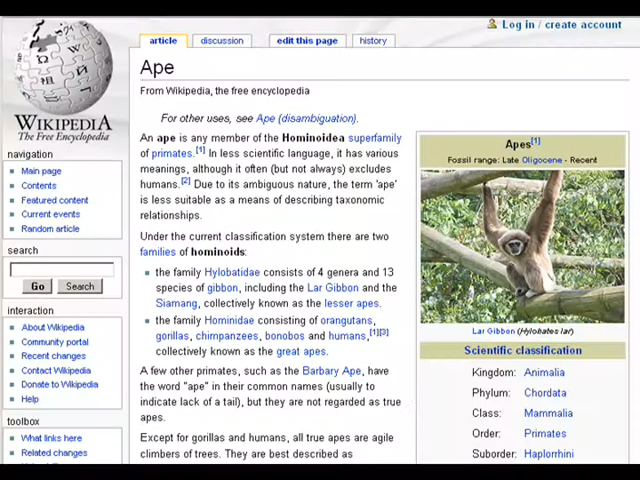 Log in / create account
article discussion edit this page history
WIKIPEDIA
The Free Encyclopedia
navigation
Main page
Contents
Featured content
Current events
Random article
search
Go Search
interaction
About Wikipedia
Community portal
Recent changes
Contact Wikipedia
Donate to Wikipedia
Help
toolbox
What links here
Related changes
Ape
From Wikipedia, the free encyclopedia
For other uses, see Ape (disambiguation).
An ape is any member of the Hominoidea superfamily
of primates.[1] In less scientific language, it has various
meanings, although it often (but not always) excludes
humans.[2] Due to its ambiguous nature, the term 'ape'
is less suitable as a means of describing taxonomic
relationships.
Under the current classification system there are two
families of hominoids:
the family Hylobatidae consists of 4 genera and 13
species of gibbon, including the Lar Gibbon and the
Siamang, collectively known as the lesser apes.
the family Hominidae consisting of orangutans,
gorillas, chimpanzees, bonobos and humans,[1][3]
collectively known as the great apes.
A few other primates, such as the Barbary Ape, have
the word "ape" in their common names (usually to
indicate lack of a tail), but they are not regarded as true
apes.
Except for gorillas and humans, all true apes are agile
climbers of trees. They are best described as
Apes[1]
Fossil range: Late Oligocene - Recent
Lar Gibbon (Hylobates lar)
Scientific classification
Kingdom: Animalia
Phylum: Chordata
Class: Mammalia
Order: Primates
Suborder: Haplorrhini